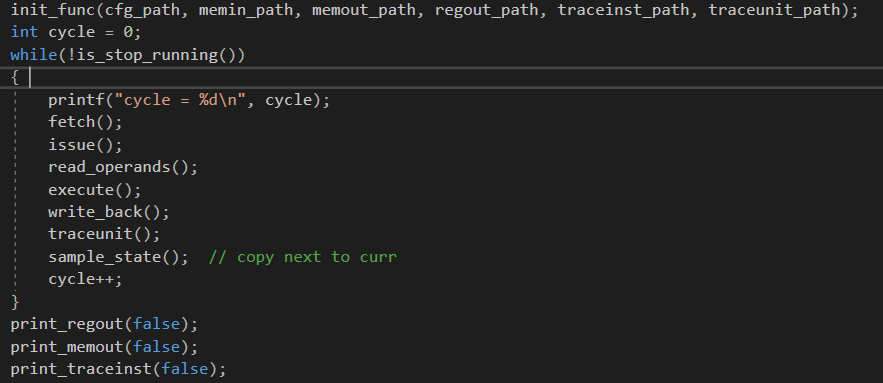 init_func(cfg_path, memin_path, memout_path, regout_path, traceinst_path, traceunit_path);
int cycle = 0;
while(!is_stop_running())
{
printf("cycle = %d\n", cycle);
fetch();
issue();
read_operands();
execute();
write_back();
traceunit();
sample_state();  // copy next to curr
cycle++;
}
print_regout(false);
print_memout(false);
print_traceinst(false);